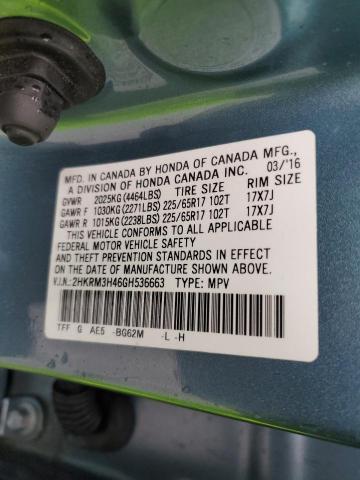 MFD. IN CANADA BY HONDA OF CANADA MFG.,
A DIVISION OF HONDA CANADA INC. 03/'16
GVWR 2025KG(4464LBS) TIRE SIZE RIM SIZE
GAWR F 1030KG(2271LBS) 225/65R17 102T 17X7J
GAWR R 1015KG(2238LBS) 225/65R17 102T 17X7J
THIS VEHICLE CONFORMS TO ALL APPLICABLE
FEDERAL MOTOR VEHICLE SAFETY
AND THEFT PREVENTION STANDARDS IN EFFECT
ON THE DATE OF MANUFACTURE SHOWN ABOVE.
V.I.N.:2HKRM3H46GH536663 TYPE: MPV
TFF G AE5 -BG62M -L -H